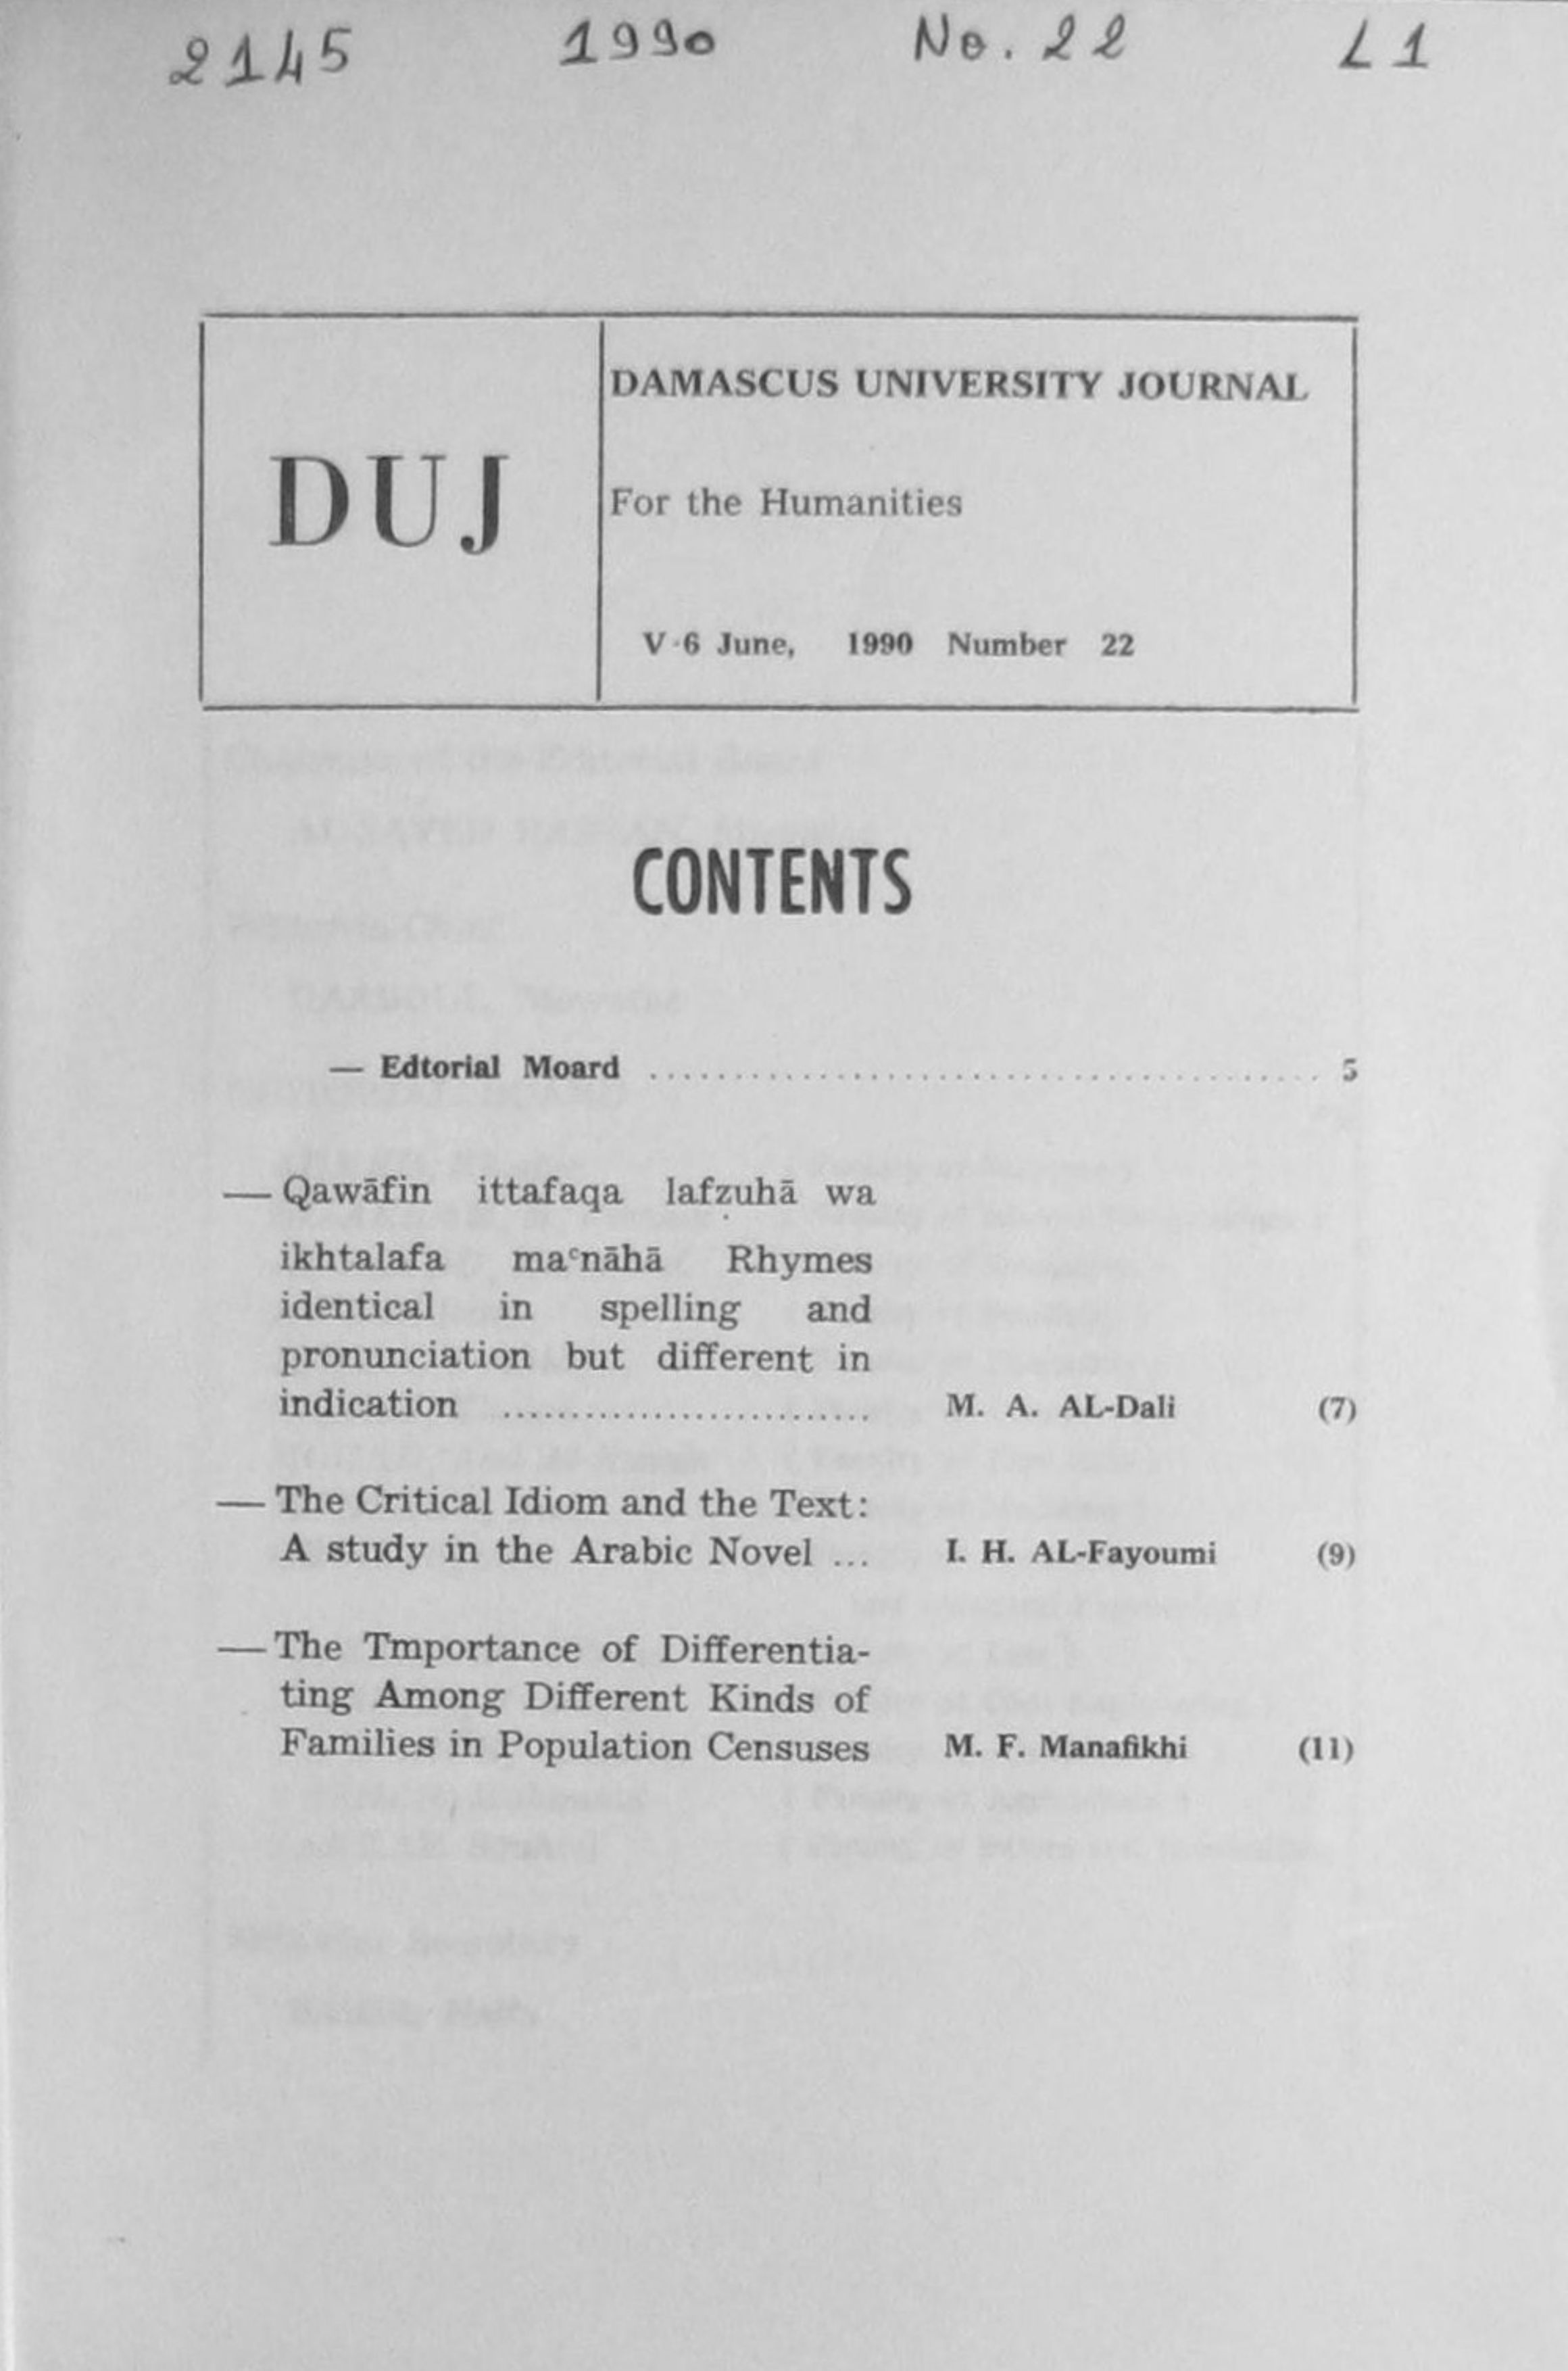 2145 1990 No. 22 L1
DUJ
DAMASCUS UNIVERSITY JOURNAL
For the Humanities
V-6 June, 1990 Number 22
CONTENTS
— Edtorial Moard ........................................ 5
— Qawāfin ittafaqa lafẓuhā wa
ikhtalafa maʿnāhā Rhymes
identical in spelling and
pronunciation but different in
indication ........................... M. A. AL-Dali (7)
— The Critical Idiom and the Text:
A study in the Arabic Novel ... I. H. AL-Fayoumi (9)
— The Tmportance of Differentia-
ting Among Different Kinds of
Families in Population Censuses M. F. Manafikhi (11)